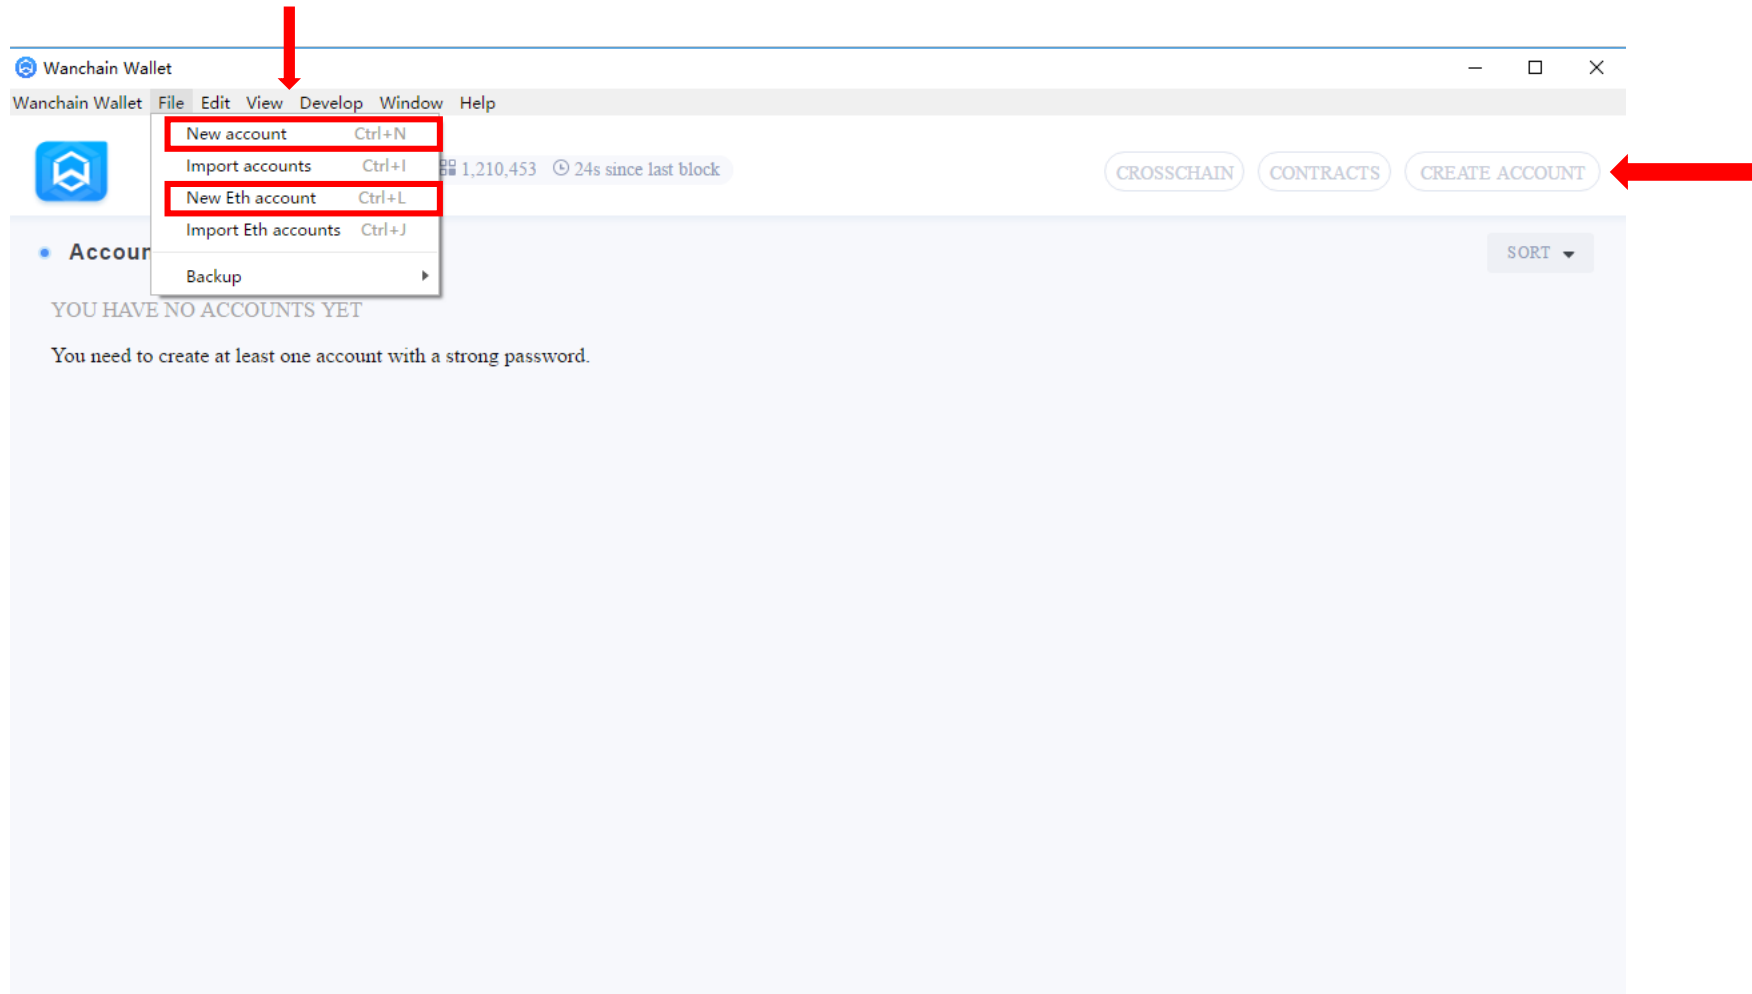 Wanchain Wallet
Wanchain Wallet File Edit View Develop Window Help
New account Ctrl+N
Import accounts Ctrl+I
1,210,453 24s since last block
CROSSCHAIN CONTRACTS CREATE ACCOUNT
New Eth account Ctrl+L
Import Eth accounts Ctrl+J
Accoun
SORT
Backup
YOU HAVE NO ACCOUNTS YET
You need to create at least one account with a strong password.